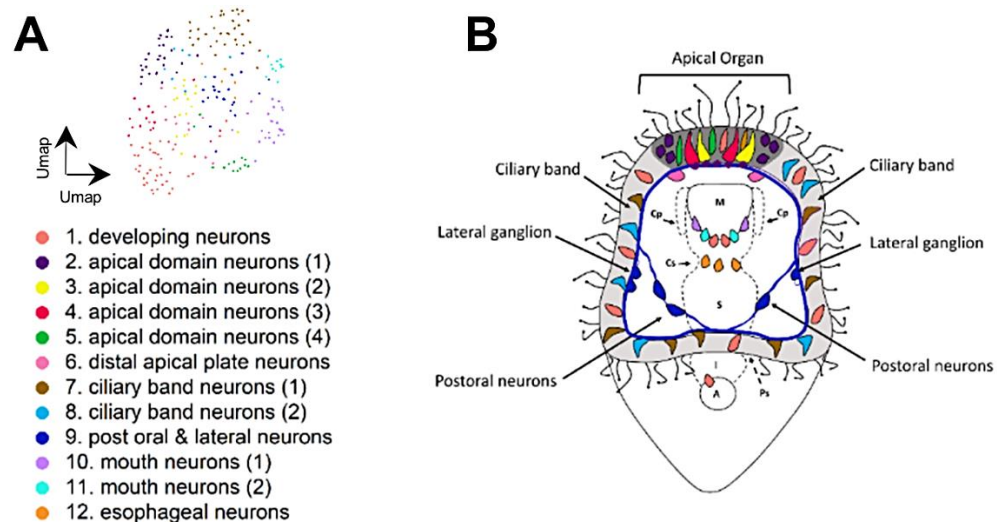 A
Umap
Umap
1. developing neurons
2. apical domain neurons (1)
3. apical domain neurons (2)
4. apical domain neurons (3)
5. apical domain neurons (4)
6. distal apical plate neurons
7. ciliary band neurons (1)
8. ciliary band neurons (2)
9. post oral & lateral neurons
10. mouth neurons (1)
11. mouth neurons (2)
12. esophageal neurons
B
Apical Organ
Ciliary band
Ciliary band
Lateral ganglion
Lateral ganglion
Cp
M
Cp
Cs
S
Postoral neurons
Postoral neurons
I
A
Ps